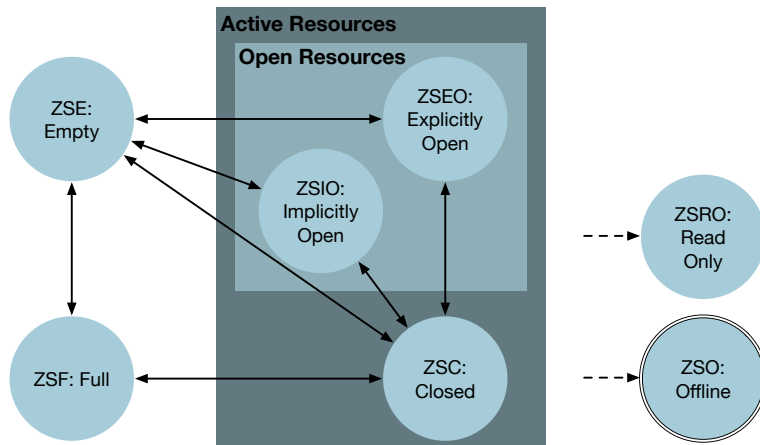 Active Resources
Open Resources
ZSE:
Empty
ZSEO:
Explicitly
Open
ZSIO:
Implicitly
Open
ZSRO:
Read
Only
ZSF: Full
ZSC:
Closed
ZSO:
Offline